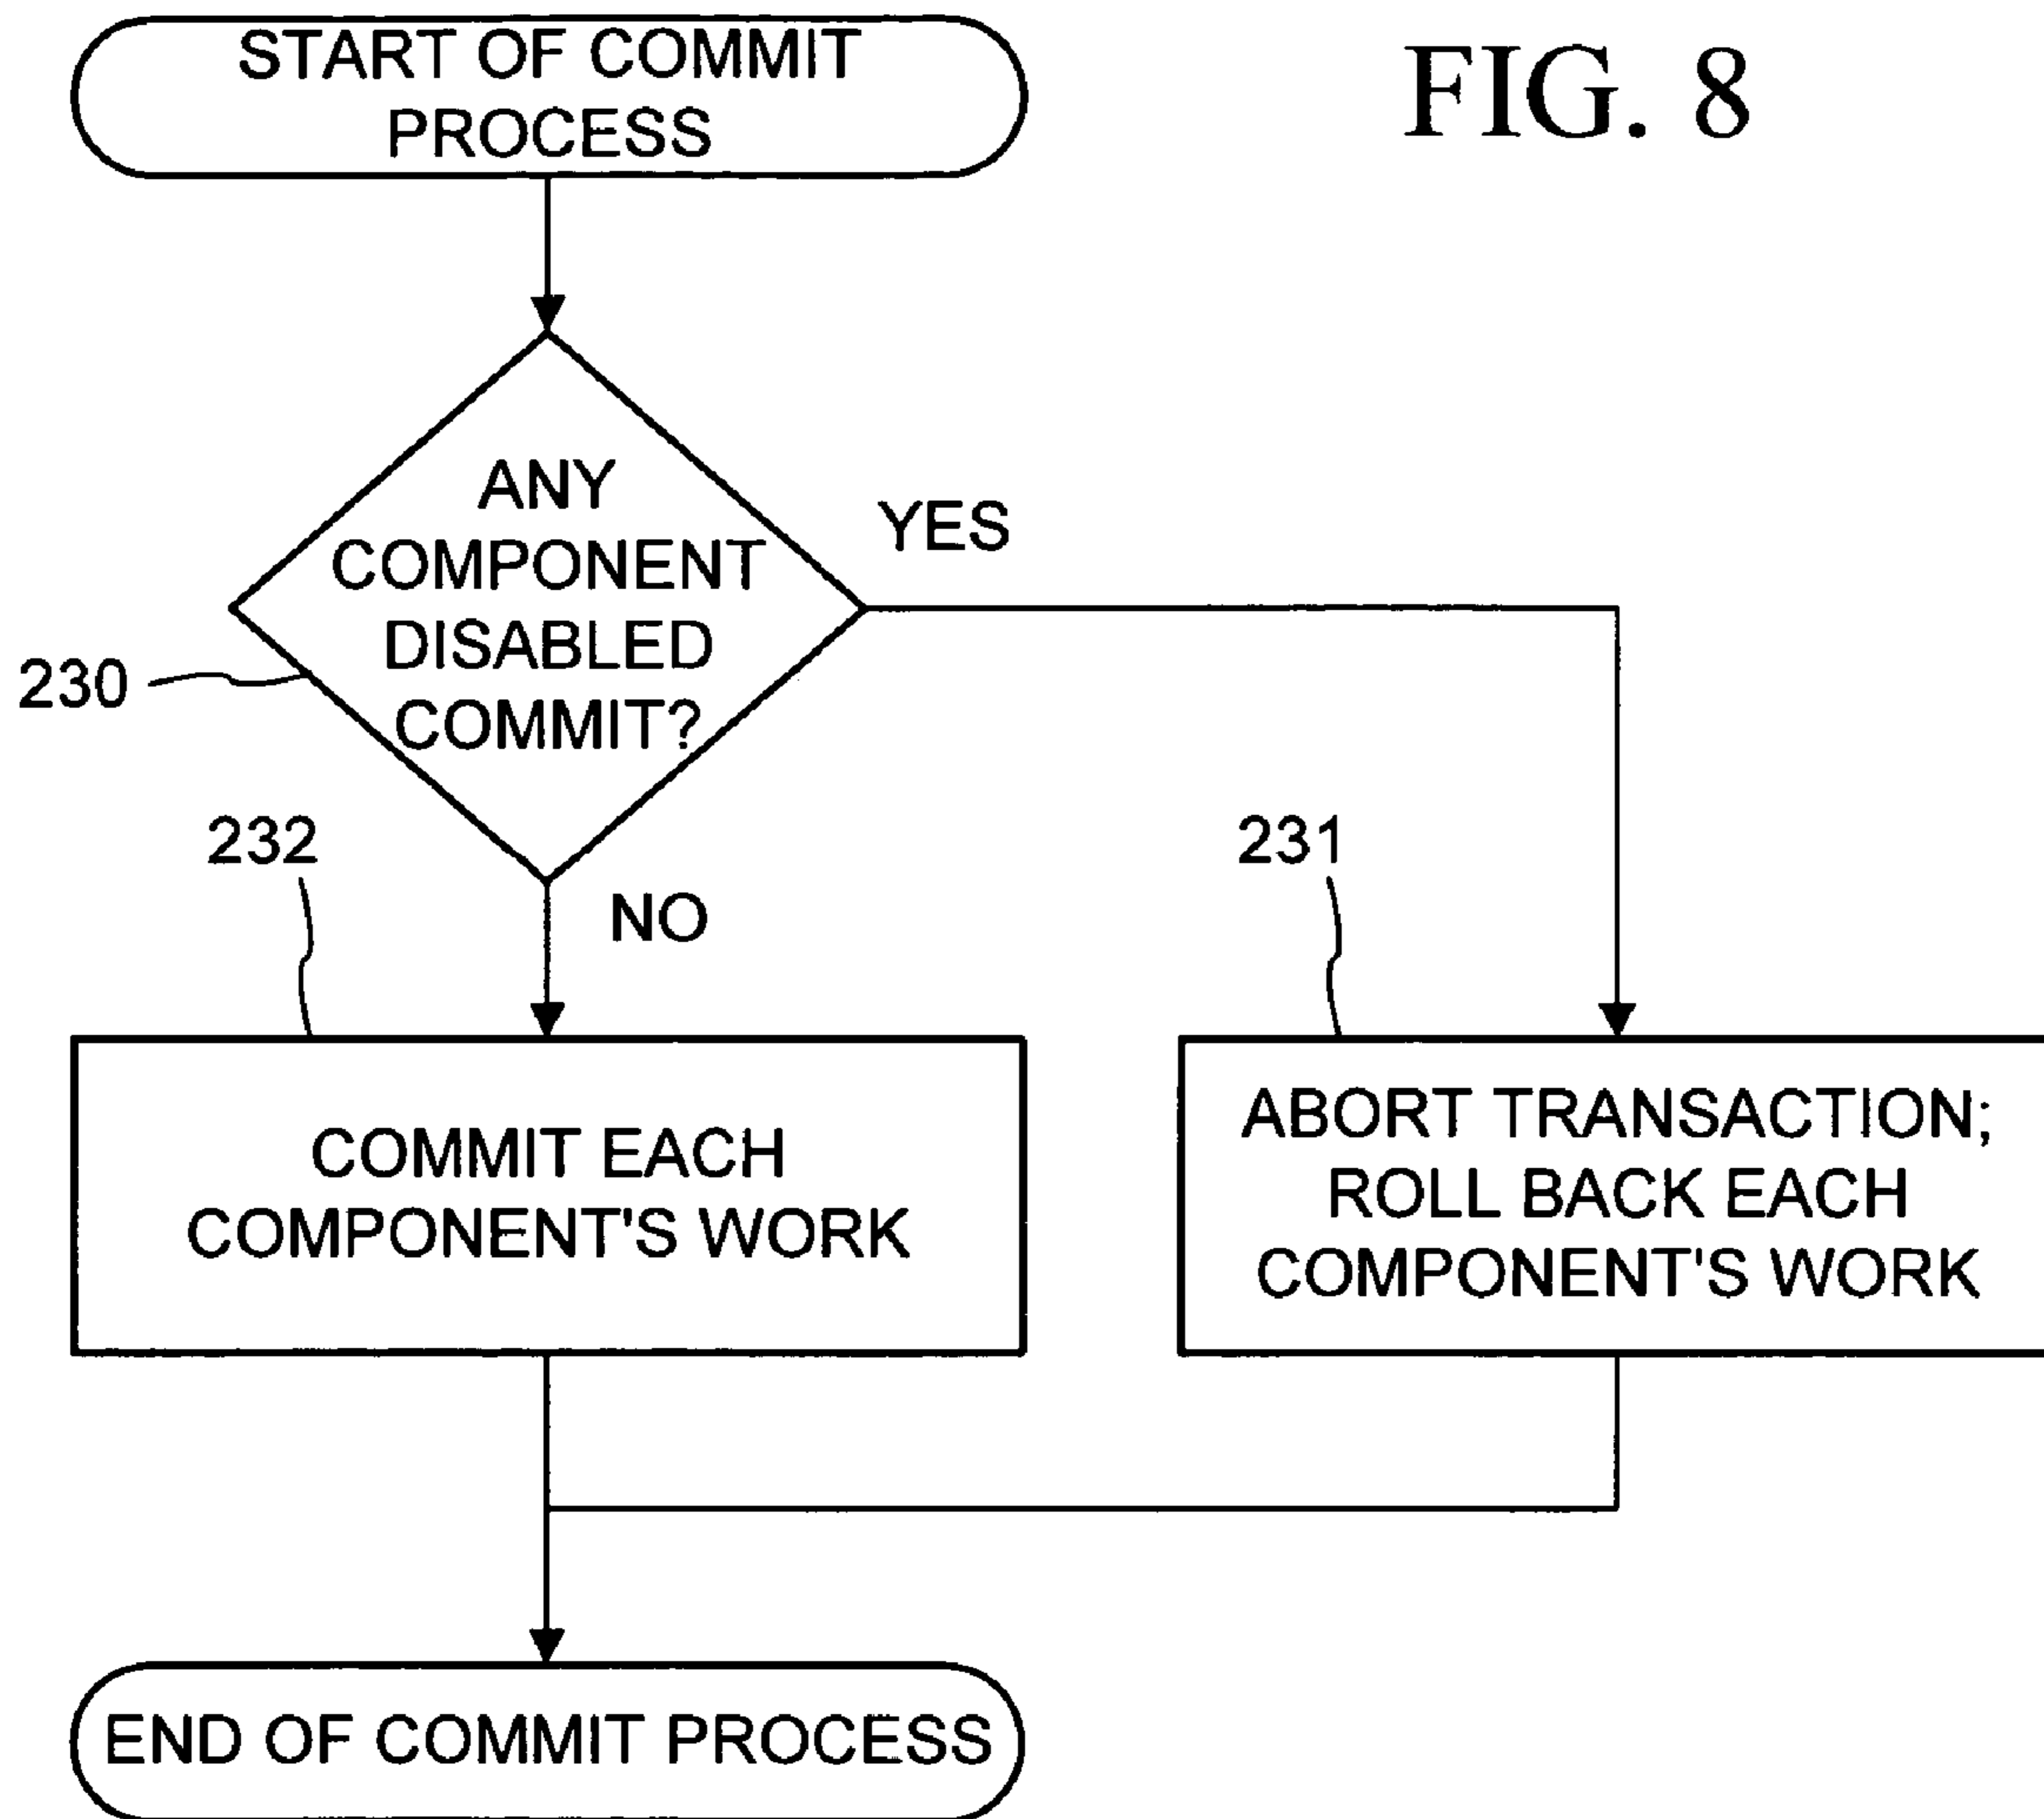 START OF COMMIT
PROCESS
FIG. 8
ANY
COMPONENT
DISABLED
COMMIT?
YES
230
232
NO
231
COMMIT EACH
COMPONENT'S WORK
ABORT TRANSACTION;
ROLL BACK EACH
COMPONENT'S WORK
END OF COMMIT PROCESS